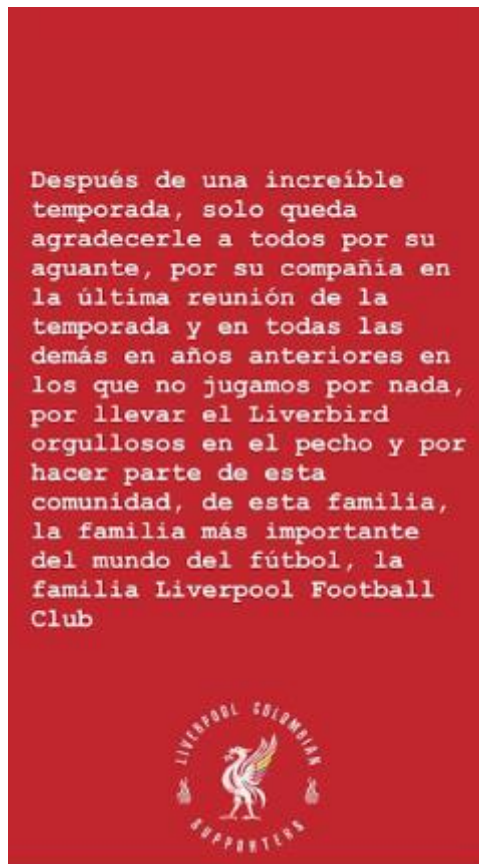 Después de una increíble
temporada, solo queda
agradecerle a todos por su
aguante, por su compañía en
la última reunión de la
temporada y en todas las
demás en años anteriores en
los que no jugamos por nada,
por llevar el Liverbird
orgullosos en el pecho y por
hacer parte de esta
comunidad, de esta familia,
la familia más importante
del mundo del fútbol, la
familia Liverpool Football
Club
LIVERPOOL COLOMBIAN
SUPPORTERS